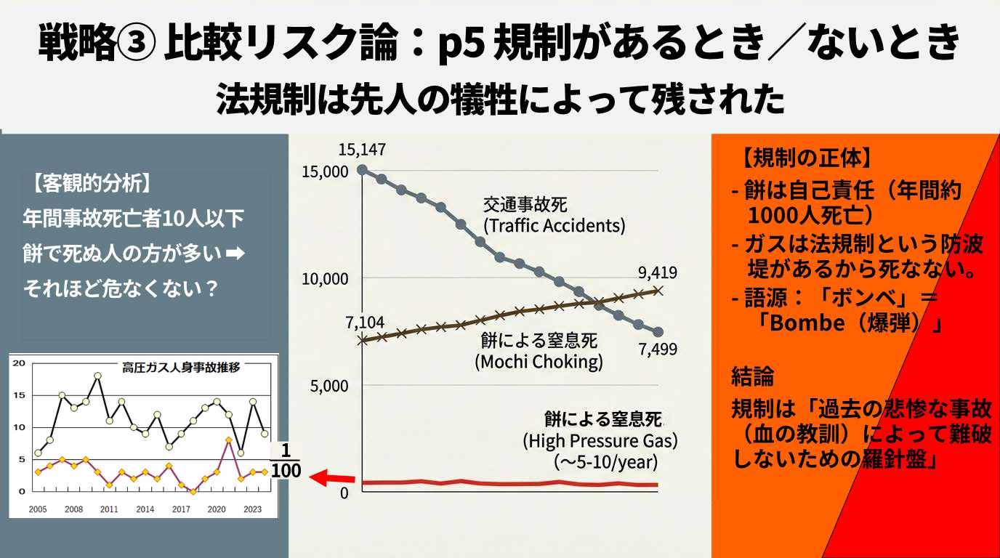 戦略③ 比較リスク論：p5 規制があるとき／ないとき
法規制は先人の犠牲によって残された
【客観的分析】
年間事故死亡者10人以下
餅で死ぬ人の方が多い ➡
それほど危なくない？
高圧ガス人身事故推移
20
15
10
5
0
2005 2008 2011 2014 2017 2020 2023
1
100
15,147
15,000
10,000
5,000
0
交通事故死
(Traffic Accidents)
9,419
7,104
餅による窒息死
(Mochi Choking)
7,499
餅による窒息死
(High Pressure Gas)
(～5-10/year)
【規制の正体】
- 餅は自己責任（年間約
1000人死亡）
- ガスは法規制という防波
堤があるから死なない。
- 語源：「ボンベ」＝
「Bombe（爆弾）」
結論
規制は「過去の悲惨な事故
（血の教訓）によって難破
しないための羅針盤」